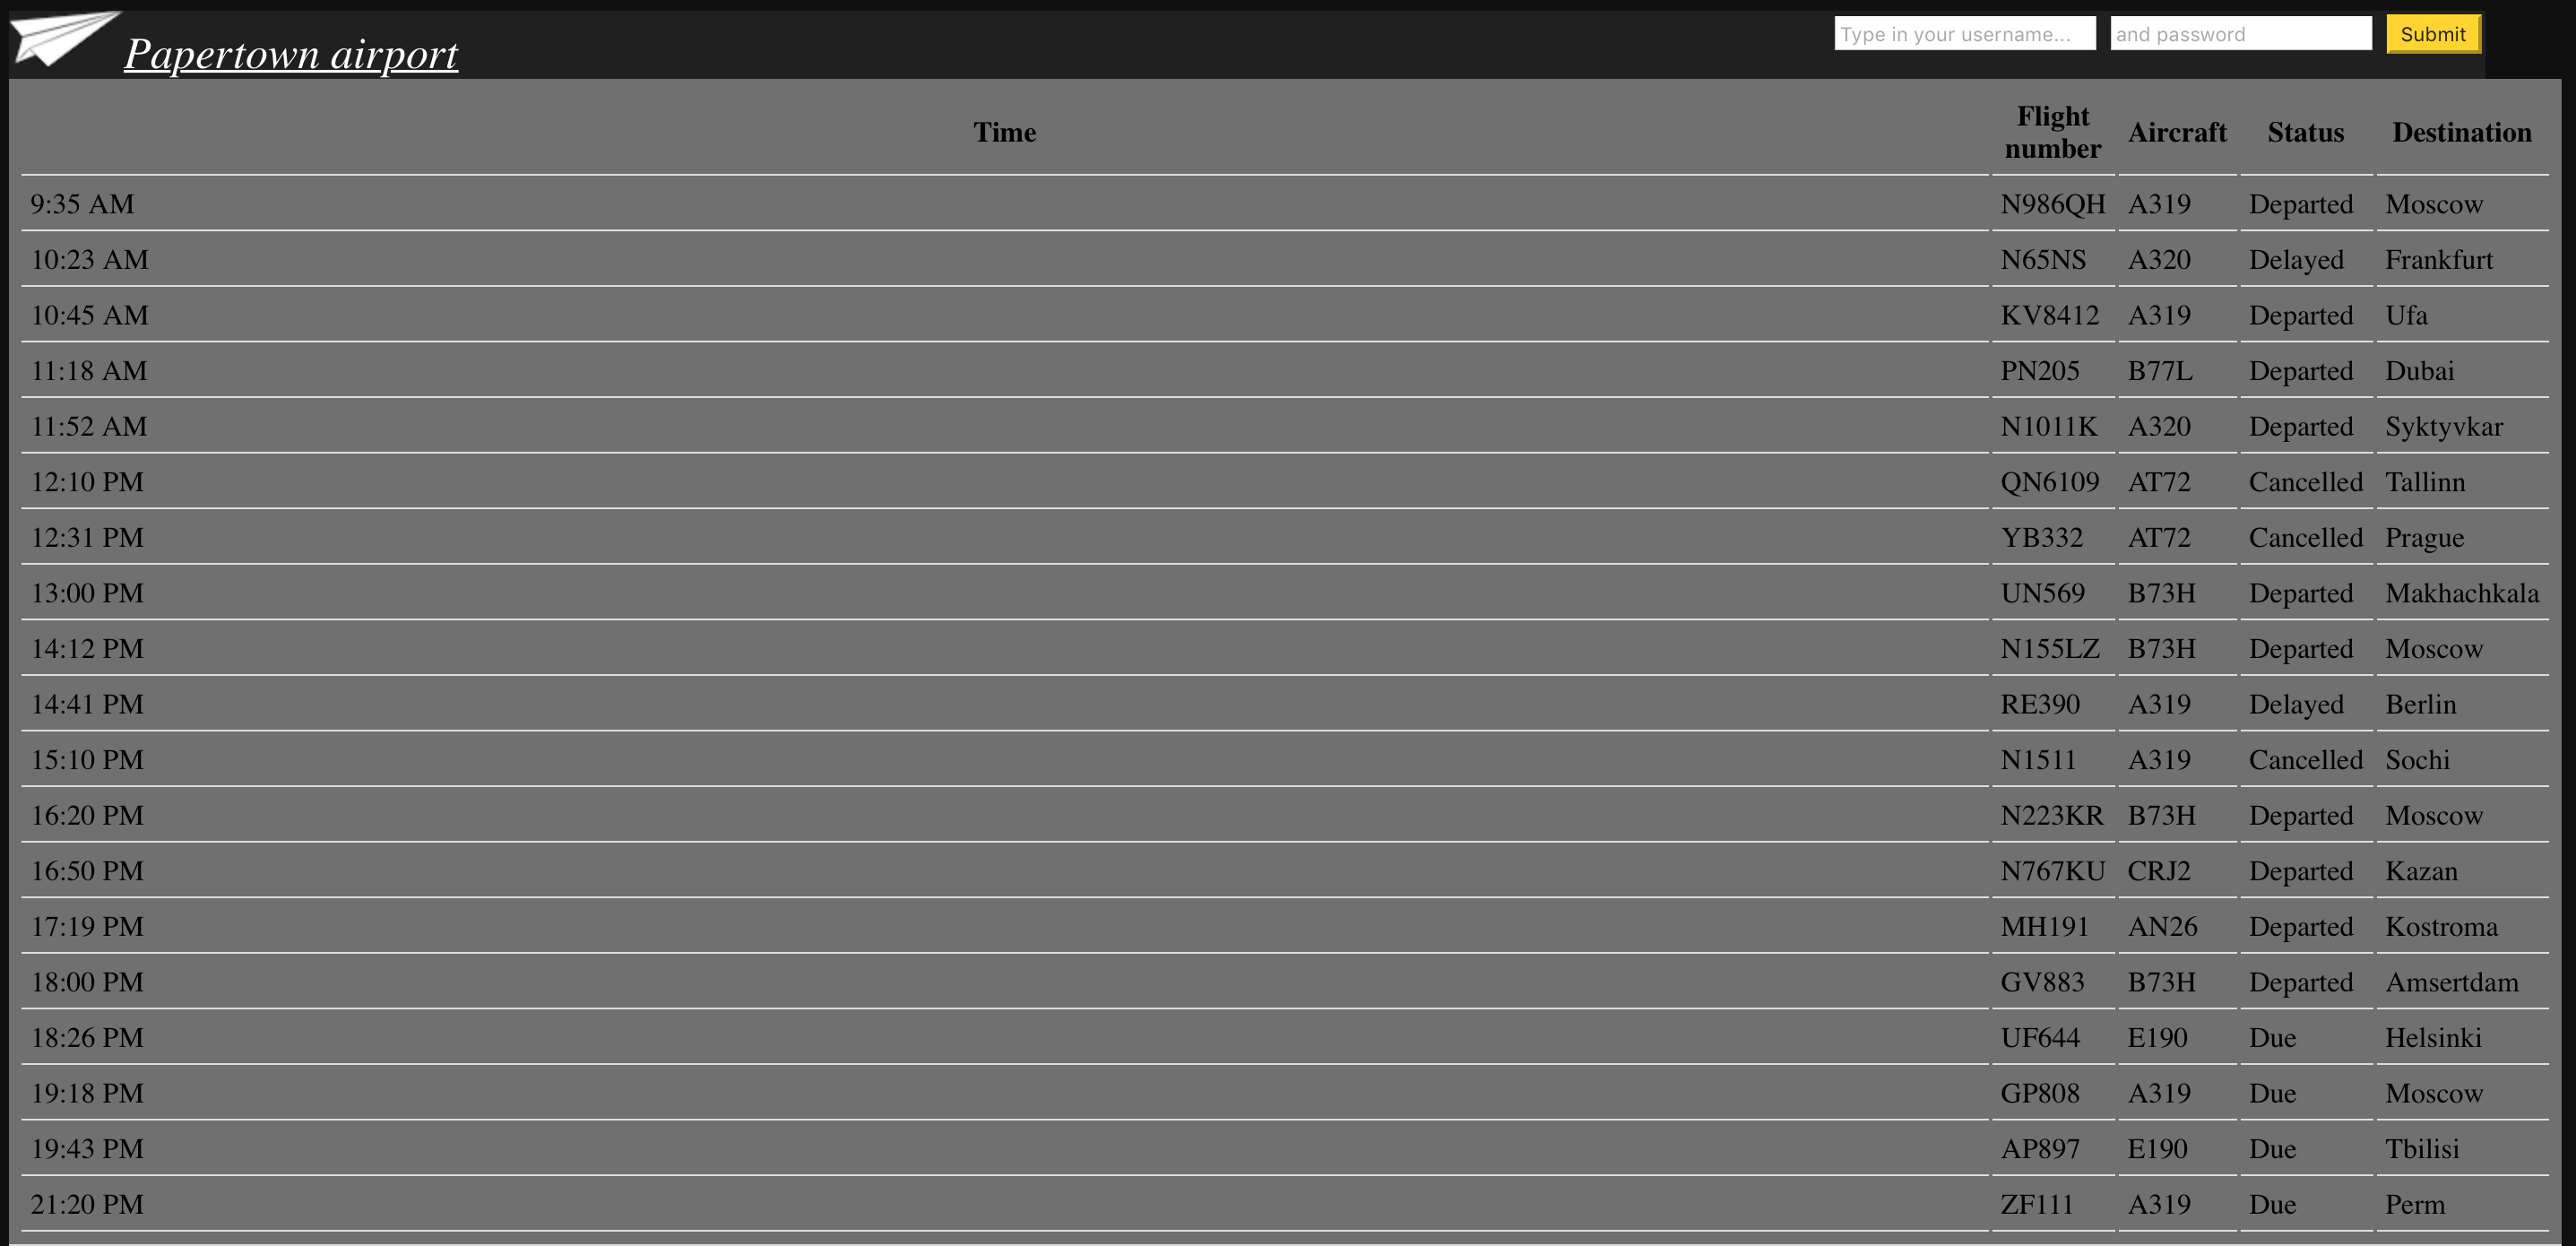 Papertown airport
Type in your username... and password Submit
Time Flight number Aircraft Status Destination
9:35 AM N986QH A319 Departed Moscow
10:23 AM N65NS A320 Delayed Frankfurt
10:45 AM KV8412 A319 Departed Ufa
11:18 AM PN205 B77L Departed Dubai
11:52 AM N1011K A320 Departed Syktyvkar
12:10 PM QN6109 AT72 Cancelled Tallinn
12:31 PM YB332 AT72 Cancelled Prague
13:00 PM UN569 B73H Departed Makhachkala
14:12 PM N155LZ B73H Departed Moscow
14:41 PM RE390 A319 Delayed Berlin
15:10 PM N1511 A319 Cancelled Sochi
16:20 PM N223KR B73H Departed Moscow
16:50 PM N767KU CRJ2 Departed Kazan
17:19 PM MH191 AN26 Departed Kostroma
18:00 PM GV883 B73H Departed Amsertdam
18:26 PM UF644 E190 Due Helsinki
19:18 PM GP808 A319 Due Moscow
19:43 PM AP897 E190 Due Tbilisi
21:20 PM ZF111 A319 Due Perm